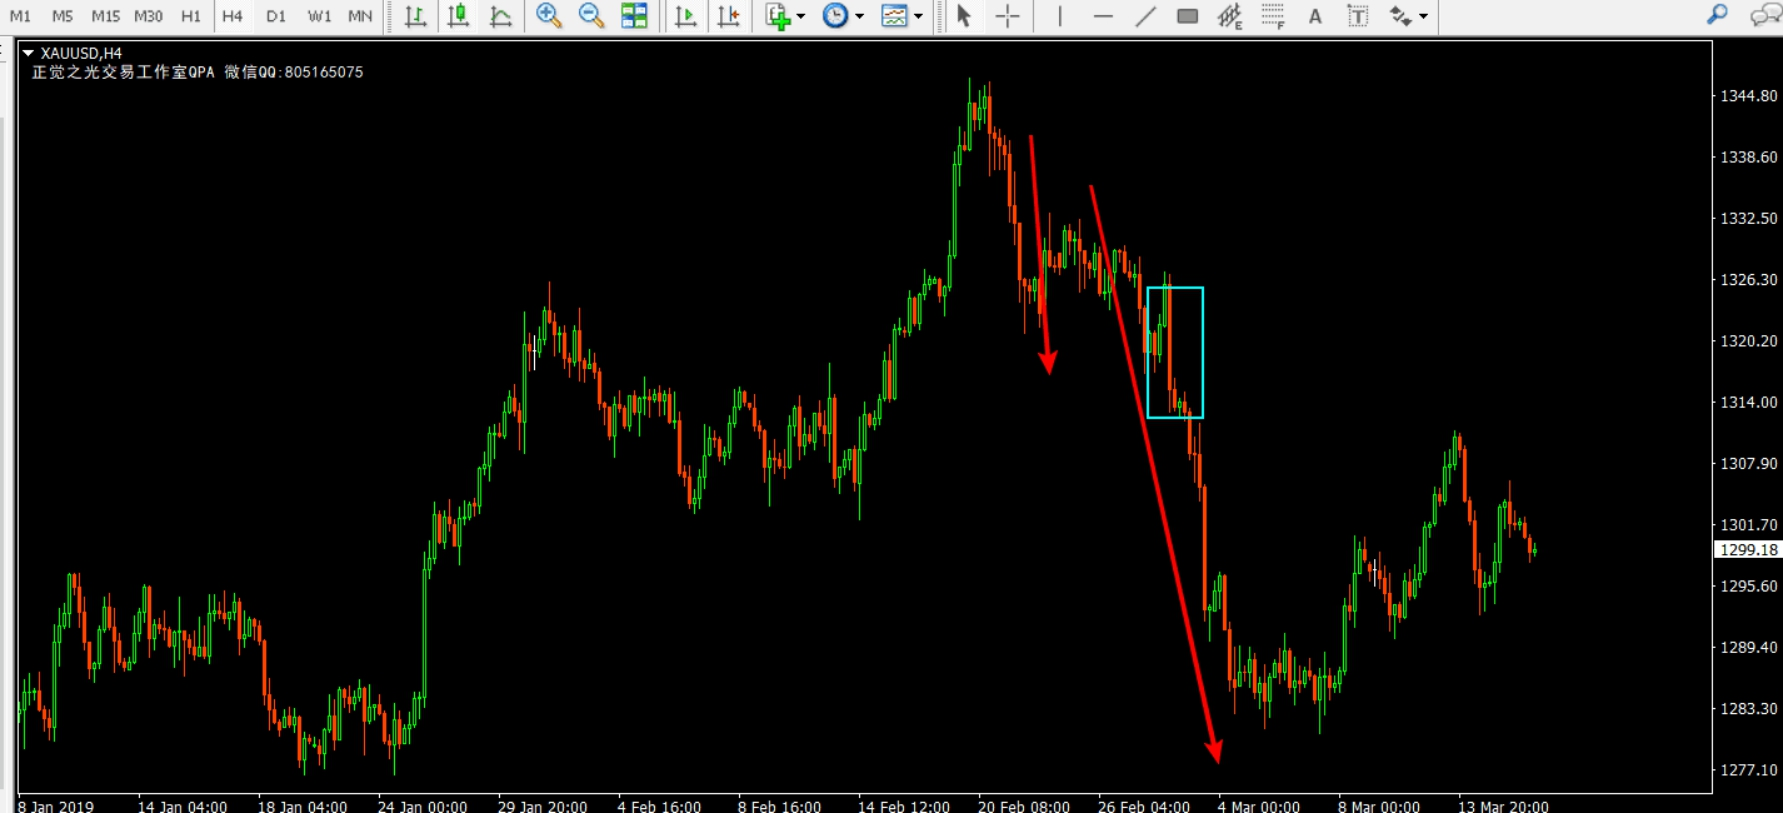 M1 M5 M15 M30 H1 H4 D1 W1 MN
E F A T
XAUUSD,H4
正觉之光交易工作室QPA 微信QQ:805165075
1344.80
1338.60
1332.50
1326.30
1320.20
1314.00
1307.90
1301.70
1299.18
1295.60
1289.40
1283.30
1277.10
8 Jan 2019 14 Jan 04:00 18 Jan 04:00 24 Jan 00:00 29 Jan 20:00 4 Feb 16:00 8 Feb 16:00 14 Feb 12:00 20 Feb 08:00 26 Feb 04:00 4 Mar 00:00 8 Mar 00:00 13 Mar 20:00